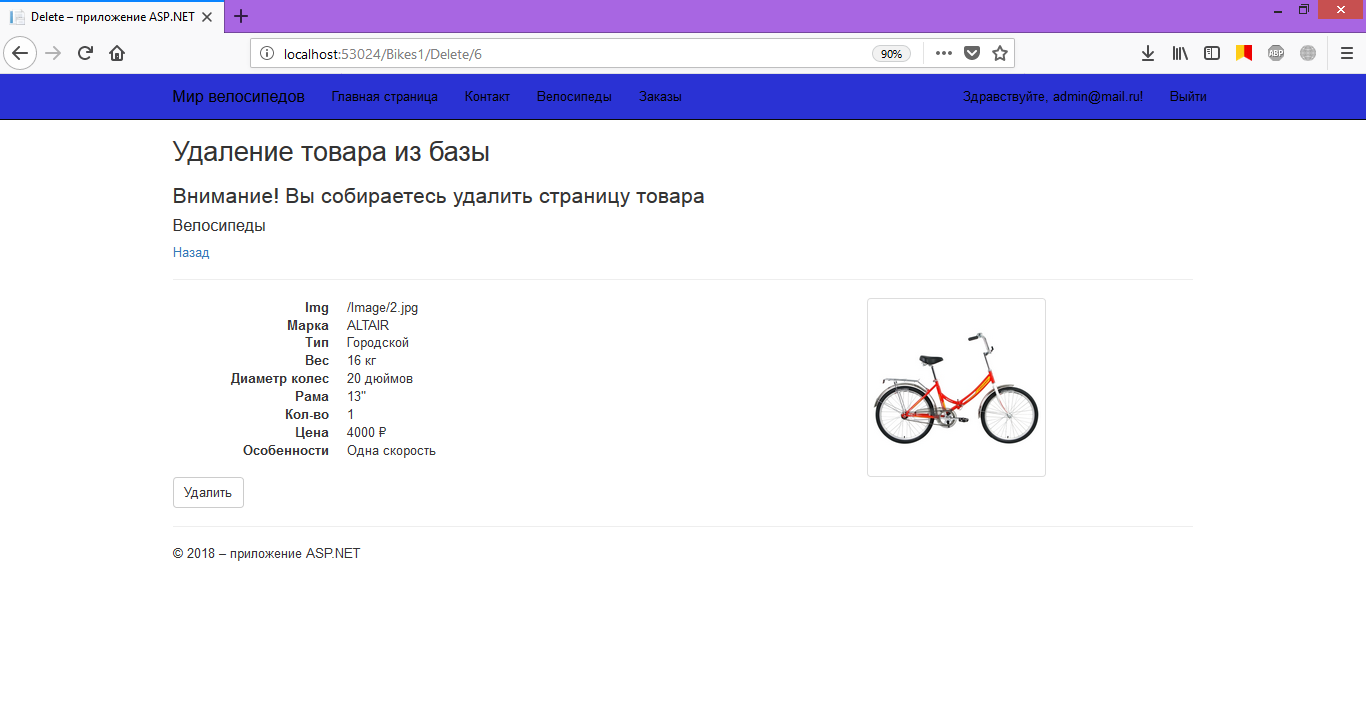 Delete – приложение ASP.NET
localhost:53024/Bikes1/Delete/6
90%
ABP
Мир велосипедов Главная страница Контакт Велосипеды Заказы Здравствуйте, admin@mail.ru! Выйти
Удаление товара из базы
Внимание! Вы собираетесь удалить страницу товара
Велосипеды
Назад
Img /Image/2.jpg
Марка ALTAIR
Тип Городской
Вес 16 кг
Диаметр колес 20 дюймов
Рама 13"
Кол-во 1
Цена 4000 ₽
Особенности Одна скорость
Удалить
© 2018 – приложение ASP.NET